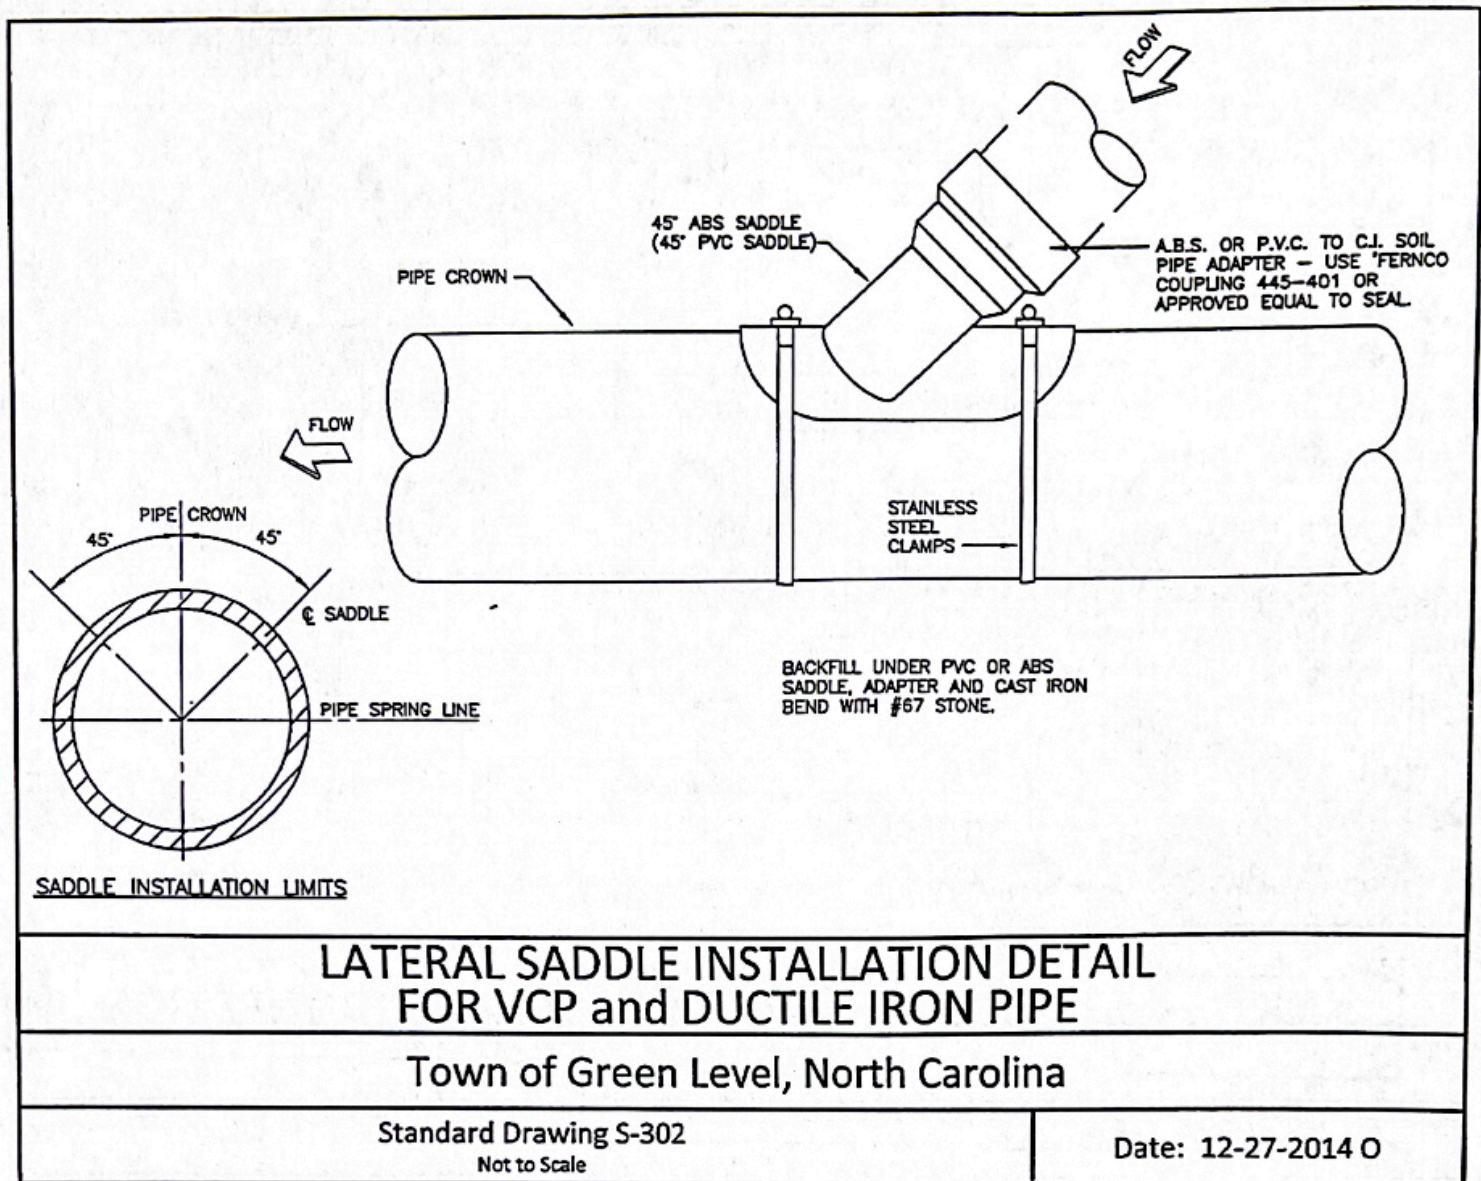 FLOW
45° ABS SADDLE
(45° PVC SADDLE)
A.B.S. OR P.V.C. TO C.I. SOIL
PIPE ADAPTER - USE "FERNCO
COUPLING 445-401 OR
APPROVED EQUAL TO SEAL.
PIPE CROWN
FLOW
STAINLESS
STEEL
CLAMPS
PIPE CROWN
45° 45°
℄ SADDLE
PIPE SPRING LINE
BACKFILL UNDER PVC OR ABS
SADDLE, ADAPTER AND CAST IRON
BEND WITH #67 STONE.
SADDLE INSTALLATION LIMITS
LATERAL SADDLE INSTALLATION DETAIL
FOR VCP and DUCTILE IRON PIPE
Town of Green Level, North Carolina
Standard Drawing S-302
Not to Scale
Date: 12-27-2014 O